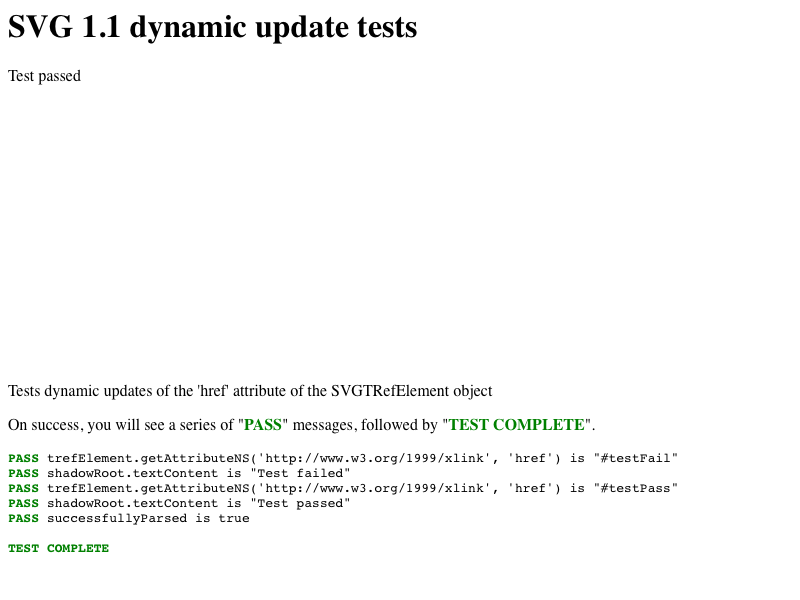 SVG 1.1 dynamic update tests
Test passed
Tests dynamic updates of the 'href' attribute of the SVGTRefElement object
On success, you will see a series of "PASS" messages, followed by "TEST COMPLETE".
PASS trefElement.getAttributeNS('http://www.w3.org/1999/xlink', 'href') is "#testFail"
PASS shadowRoot.textContent is "Test failed"
PASS trefElement.getAttributeNS('http://www.w3.org/1999/xlink', 'href') is "#testPass"
PASS shadowRoot.textContent is "Test passed"
PASS successfullyParsed is true
TEST COMPLETE